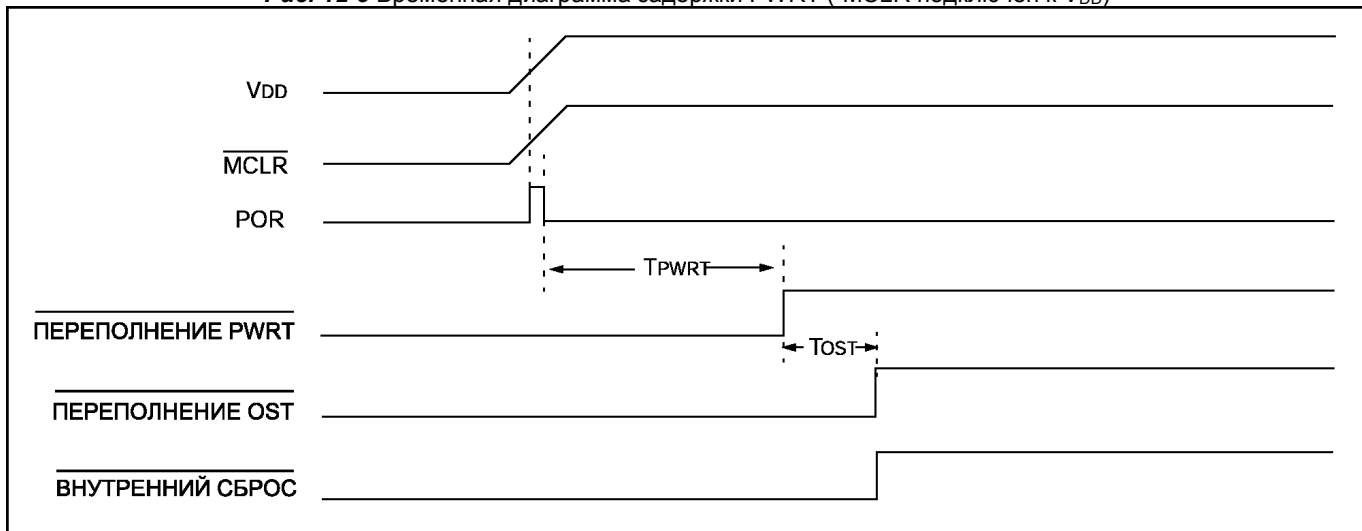 VDD
MCLR
POR
TPWRT
ПЕРЕПОЛНЕНИЕ PWRT
TOST
ПЕРЕПОЛНЕНИЕ OST
ВНУТРЕННИЙ СБРОС